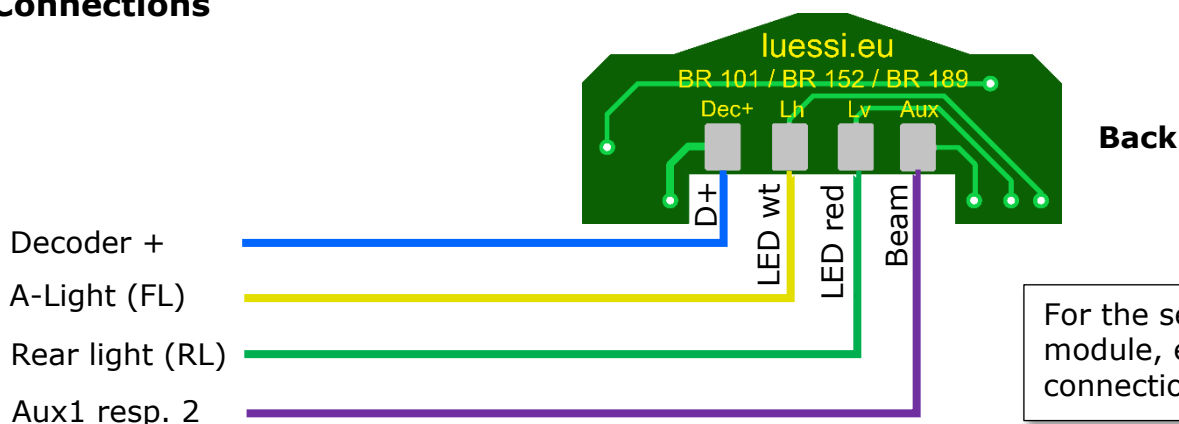 Connections
luessi.eu
BR 101 / BR 152 / BR 189
Dec+ Lh Lv Aux
Back
D+
LED wt
LED red
Beam
Decoder +
A-Light (FL)
Rear light (RL)
Aux1 resp. 2
For the se
module, e
connectio